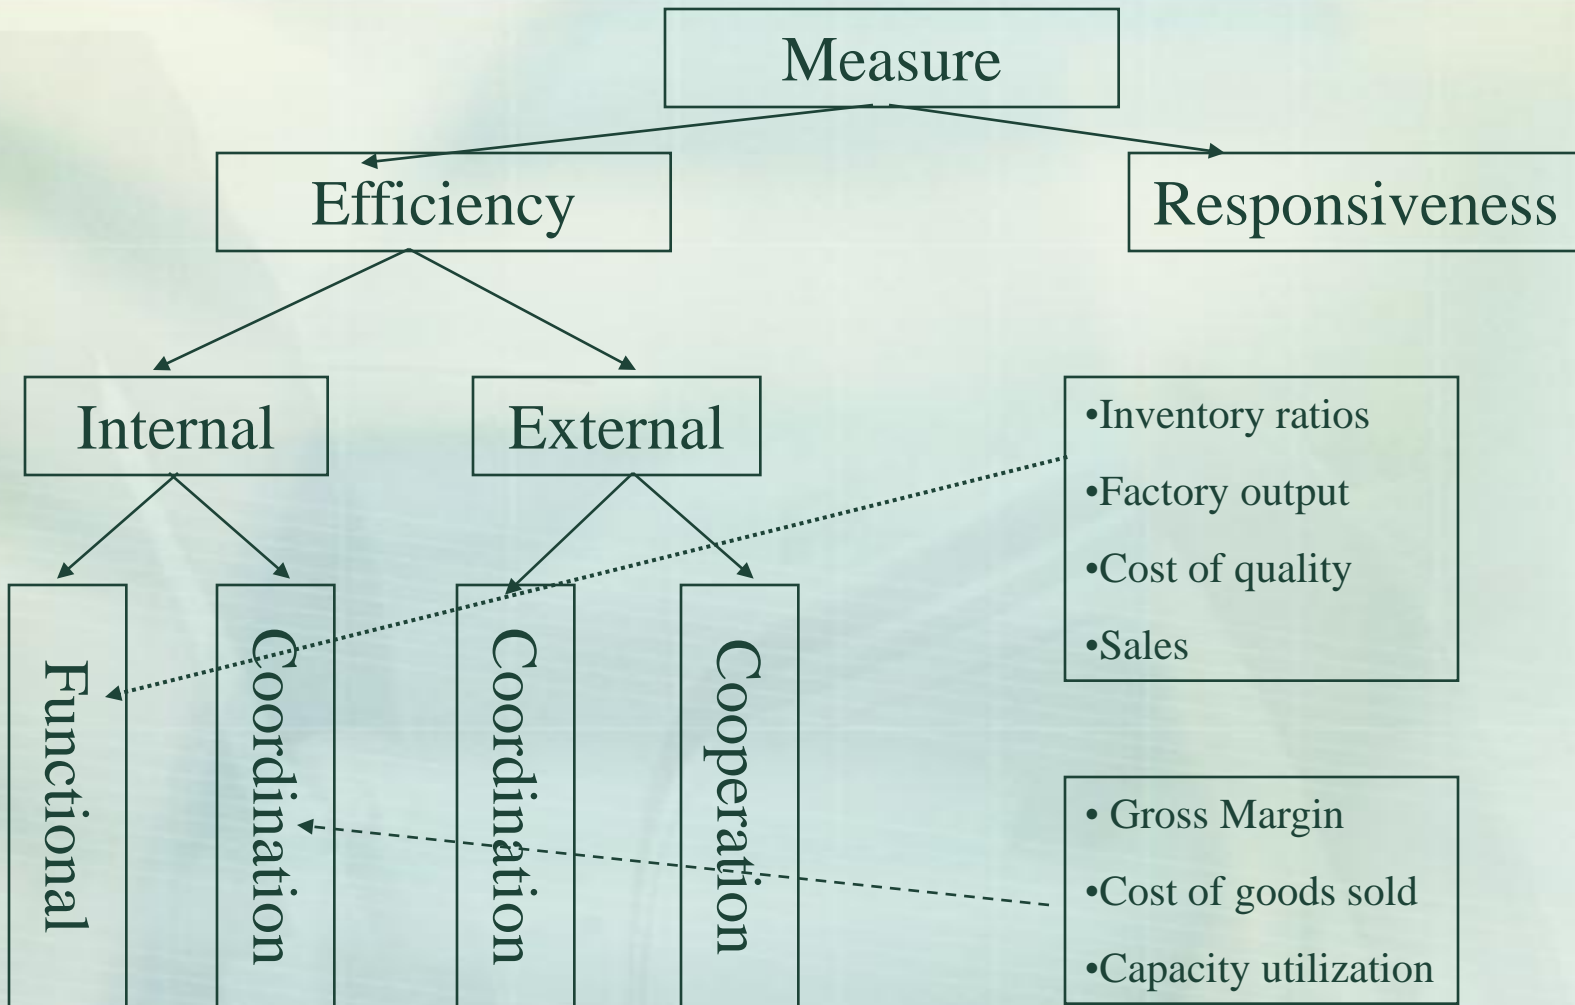 Measure
Efficiency
Responsiveness
Internal
External
•Inventory ratios
•Factory output
•Cost of quality
•Sales
Functional
Coordination
Coordination
Cooperation
• Gross Margin
•Cost of goods sold
•Capacity utilization